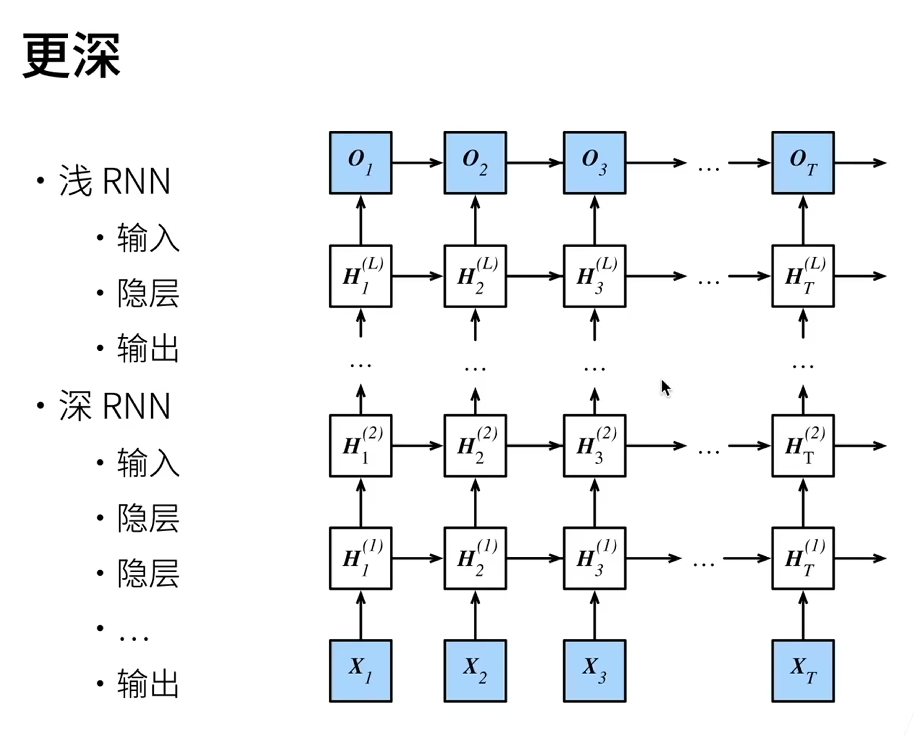 更深
• 浅 RNN
• 输入
• 隐层
• 输出
• 深 RNN
• 输入
• 隐层
• 隐层
• ...
• 输出
O_1 O_2 O_3 ... O_T
H_1^(L) H_2^(L) H_3^(L) ... H_T^(L)
... ... ... ...
H_1^(2) H_2^(2) H_3^(2) ... H_T^(2)
H_1^(1) H_2^(1) H_3^(1) ... H_T^(1)
X_1 X_2 X_3 X_T